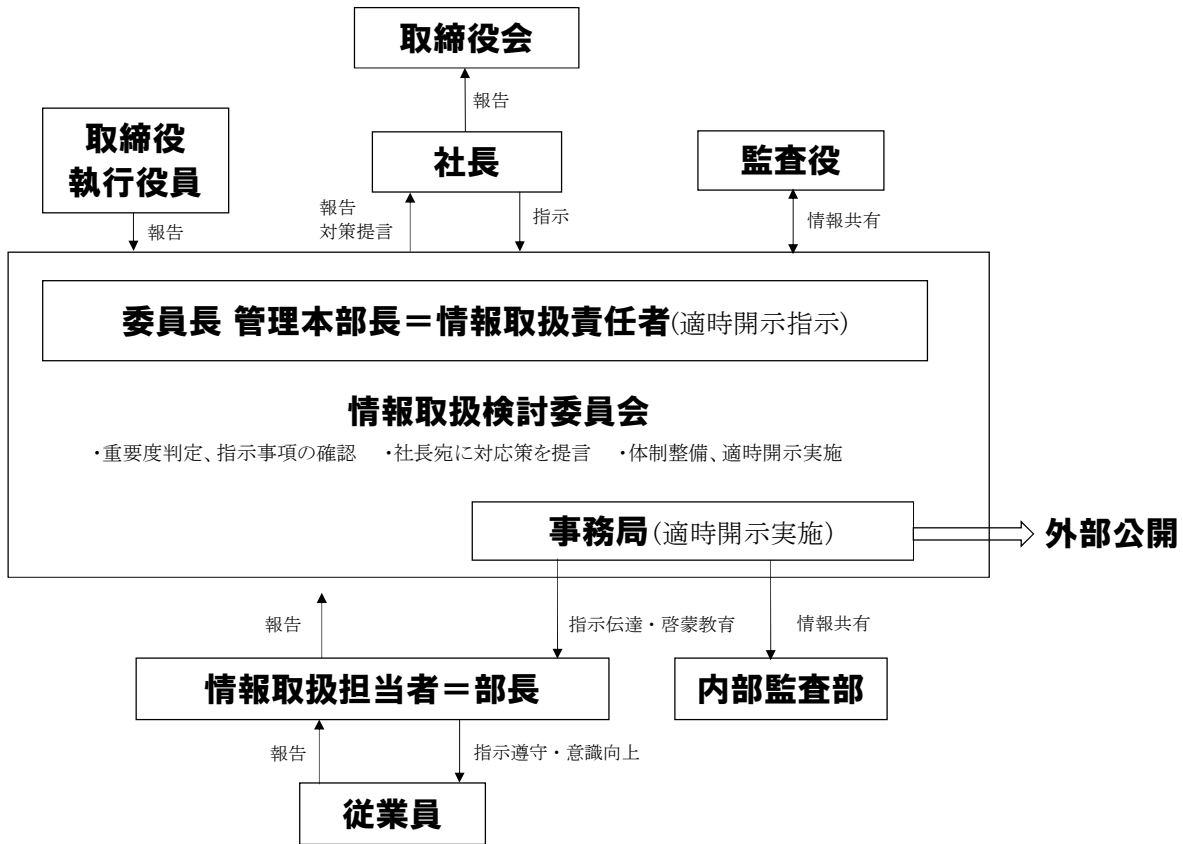 取締役会
報告
取締役
執行役員
社長
監査役
報告
報告
対策提言
指示
情報共有
委員長 管理本部長＝情報取扱責任者(適時開示指示)
情報取扱検討委員会
・重要度判定、指示事項の確認　・社長宛に対応策を提言　・体制整備、適時開示実施
事務局(適時開示実施)
外部公開
報告
指示伝達・啓蒙教育
情報共有
情報取扱担当者＝部長
内部監査部
報告
指示遵守・意識向上
従業員